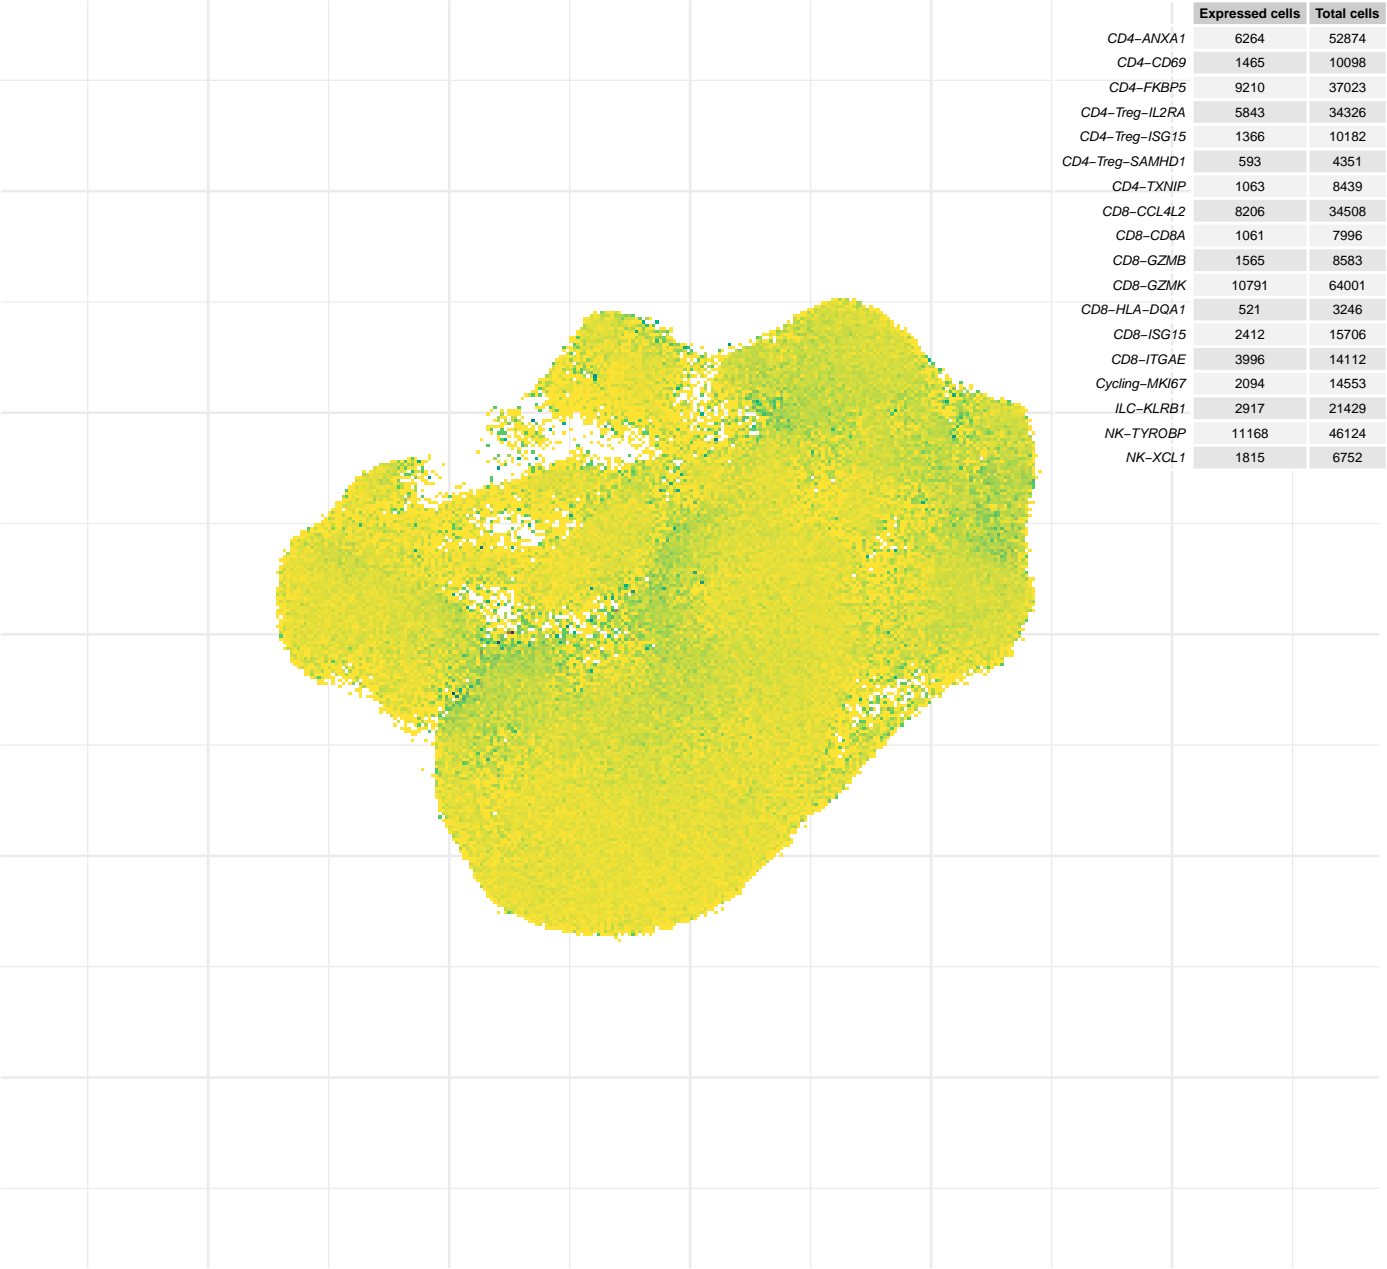 Expressed cells Total cells
CD4−ANXA1 6264 52874
CD4−CD69 1465 10098
CD4−FKBP5 9210 37023
CD4−Treg−IL2RA 5843 34326
CD4−Treg−ISG15 1366 10182
CD4−Treg−SAMHD1 593 4351
CD4−TXNIP 1063 8439
CD8−CCL4L2 8206 34508
CD8−CD8A 1061 7996
CD8−GZMB 1565 8583
CD8−GZMK 10791 64001
CD8−HLA−DQA1 521 3246
CD8−ISG15 2412 15706
CD8−ITGAE 3996 14112
Cycling−MKI67 2094 14553
ILC−KLRB1 2917 21429
NK−TYROBP 11168 46124
NK−XCL1 1815 6752